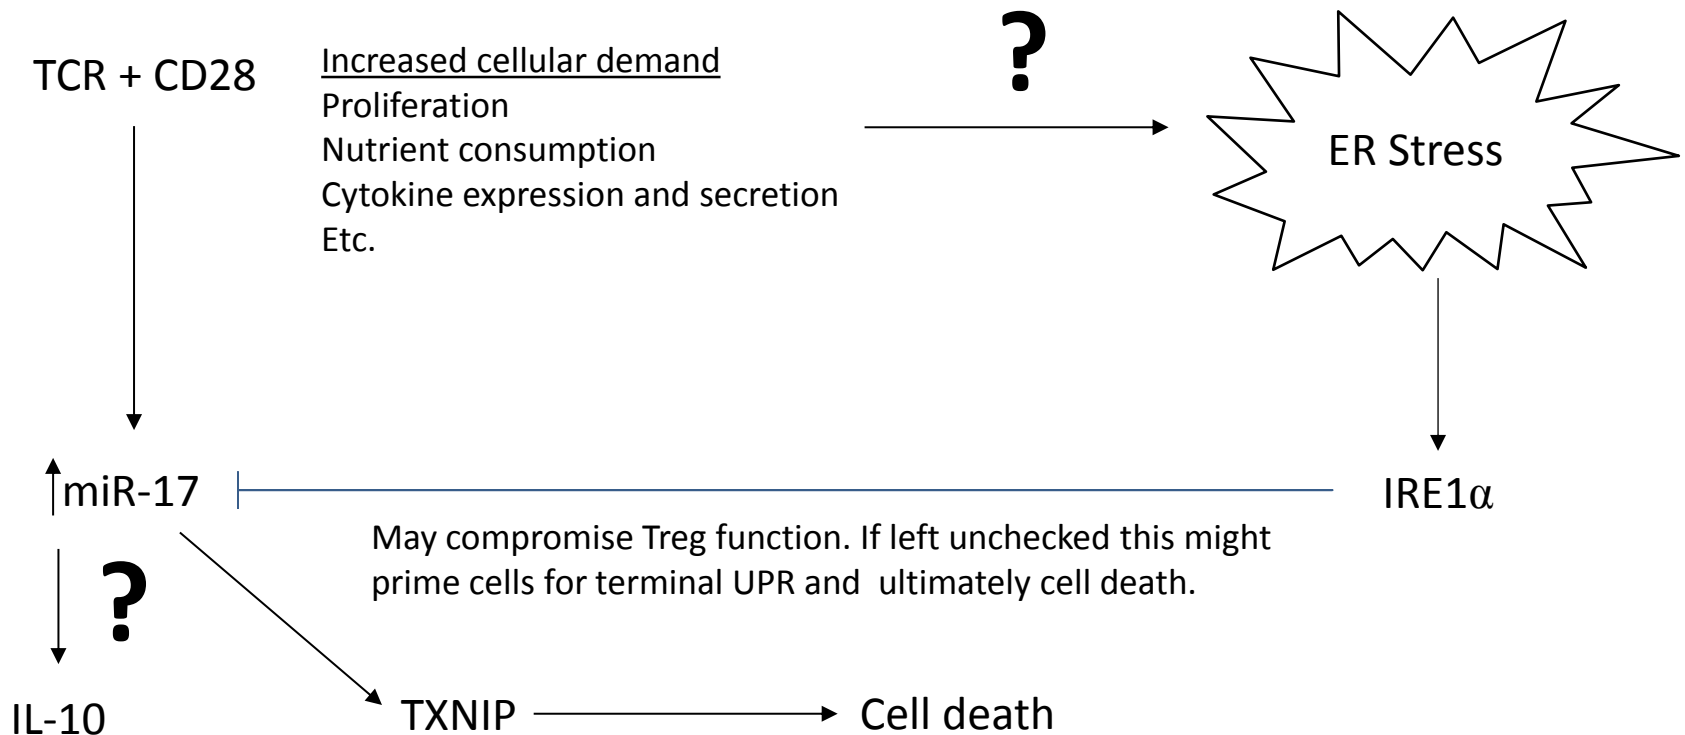 TCR + CD28
Increased cellular demand
Proliferation
Nutrient consumption
Cytokine expression and secretion
Etc.
?
ER Stress
miR-17
IRE1α
May compromise Treg function. If left unchecked this might
prime cells for terminal UPR and  ultimately cell death.
?
IL-10
TXNIP
Cell death